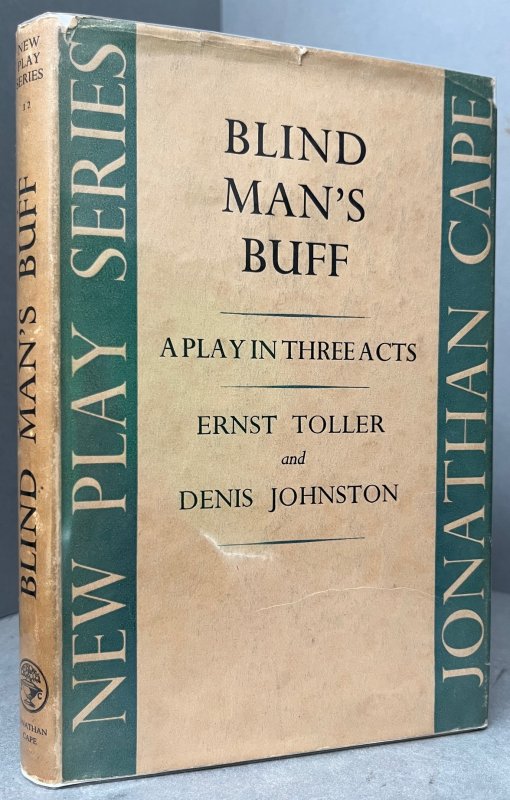 NEW
PLAY
SERIES
12
BLIND MAN'S BUFF
JONATHAN
CAPE
NEW PLAY SERIES
BLIND
MAN'S
BUFF
A PLAY IN THREE ACTS
ERNST TOLLER
and
DENIS JOHNSTON
JONATHAN CAPE